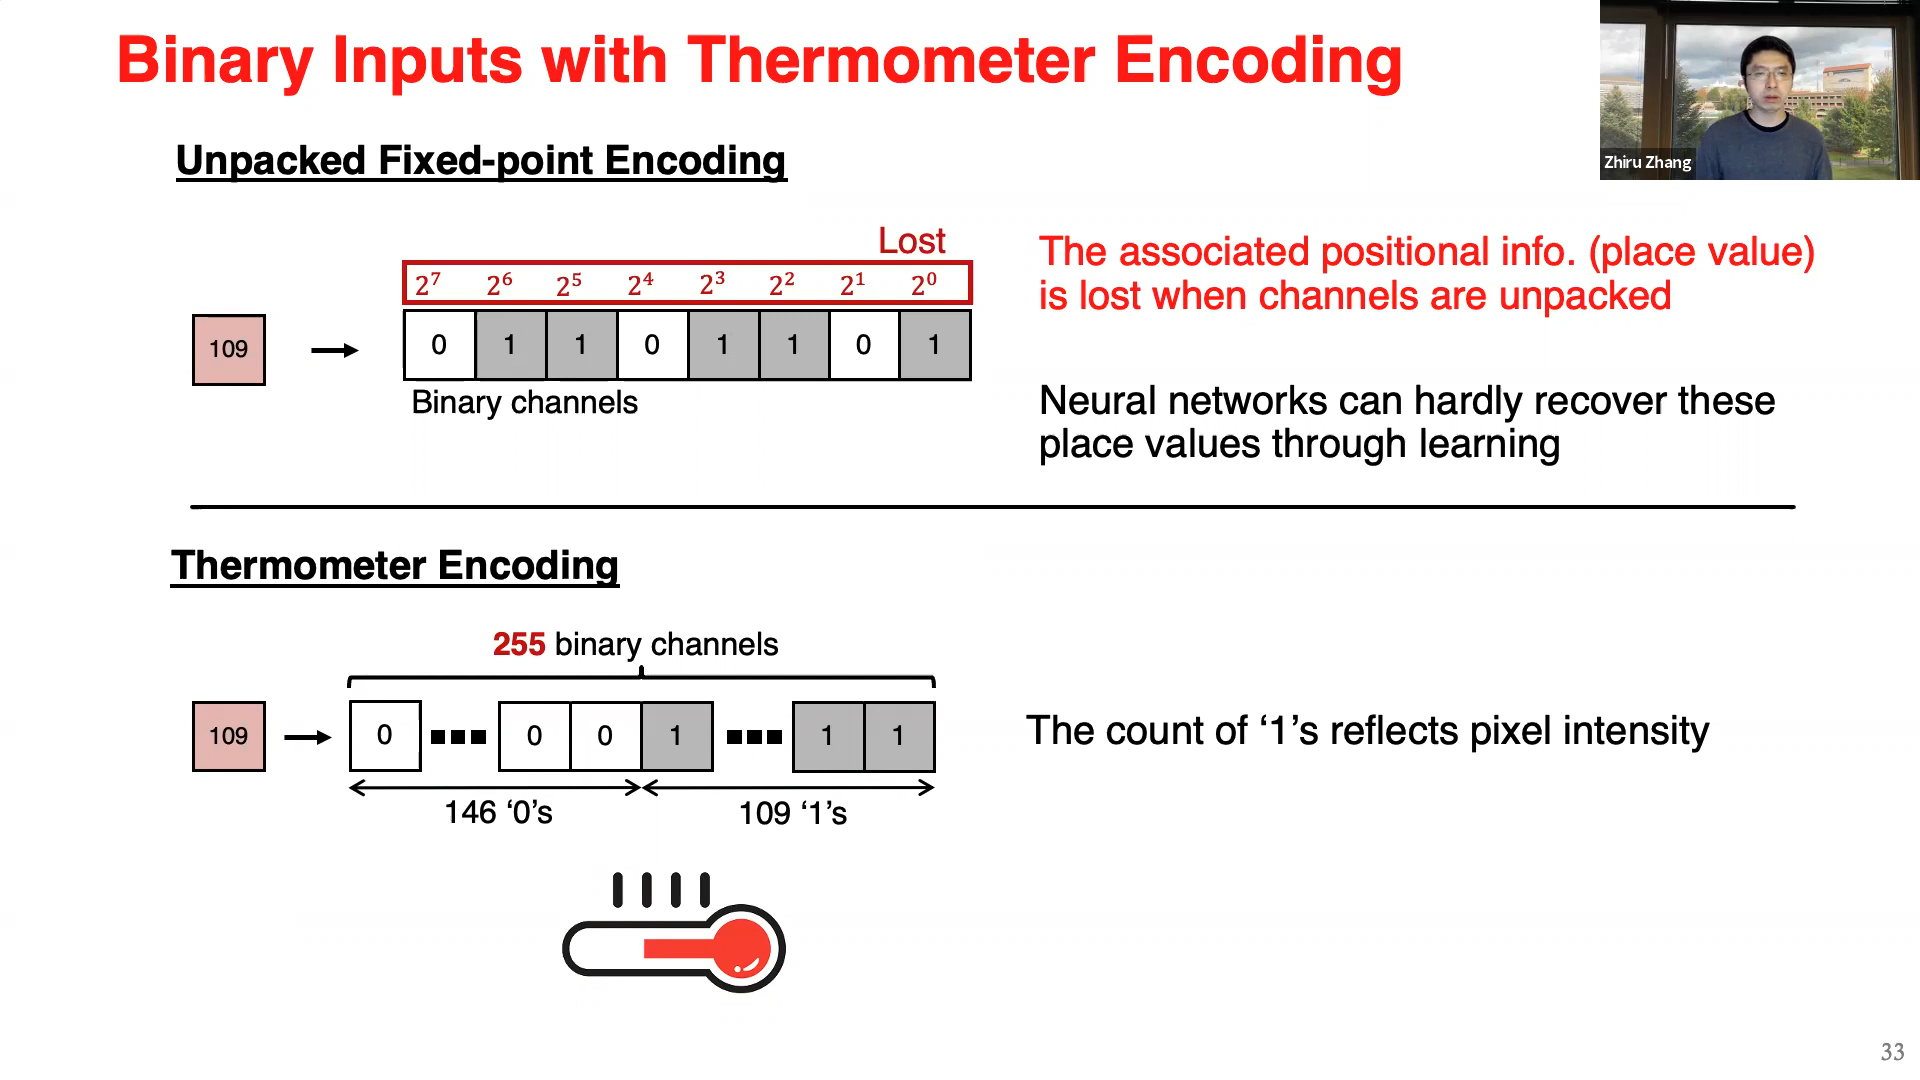 Binary Inputs with Thermometer Encoding
Zhiru Zhang
Unpacked Fixed-point Encoding
Lost
2⁷ 2⁶ 2⁵ 2⁴ 2³ 2² 2¹ 2⁰
109
0 1 1 0 1 1 0 1
Binary channels
The associated positional info. (place value)
is lost when channels are unpacked
Neural networks can hardly recover these
place values through learning
Thermometer Encoding
255 binary channels
109
0 0 0 1 1 1
146 ‘0’s
109 ‘1’s
The count of ‘1’s reflects pixel intensity
33